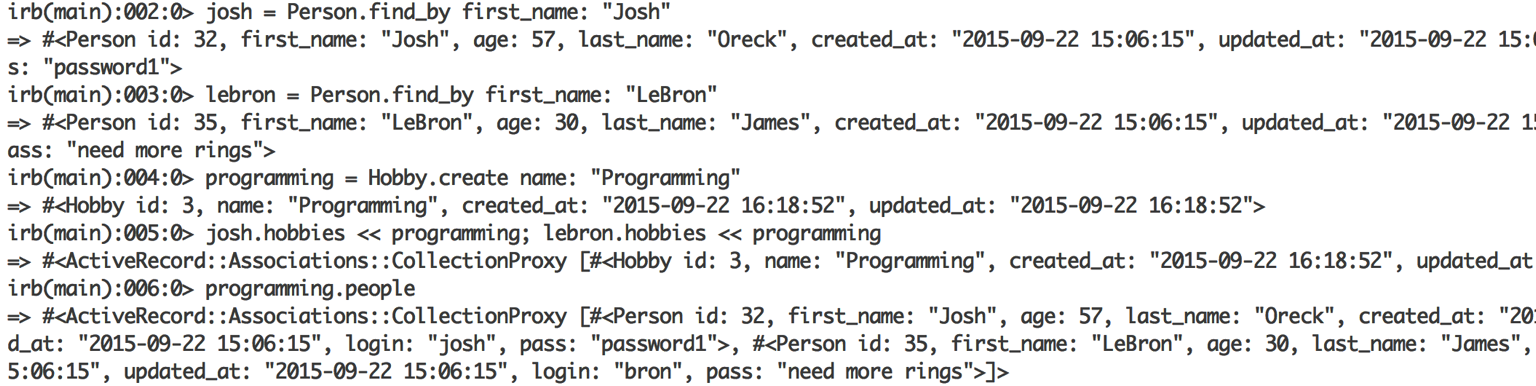 irb(main):002:0> josh = Person.find_by first_name: "Josh"
=> #<Person id: 32, first_name: "Josh", age: 57, last_name: "Oreck", created_at: "2015-09-22 15:06:15", updated_at: "2015-09-22 15:0
s: "password1">
irb(main):003:0> lebron = Person.find_by first_name: "LeBron"
=> #<Person id: 35, first_name: "LeBron", age: 30, last_name: "James", created_at: "2015-09-22 15:06:15", updated_at: "2015-09-22 15
ass: "need more rings">
irb(main):004:0> programming = Hobby.create name: "Programming"
=> #<Hobby id: 3, name: "Programming", created_at: "2015-09-22 16:18:52", updated_at: "2015-09-22 16:18:52">
irb(main):005:0> josh.hobbies << programming; lebron.hobbies << programming
=> #<ActiveRecord::Associations::CollectionProxy [#<Hobby id: 3, name: "Programming", created_at: "2015-09-22 16:18:52", updated_at
irb(main):006:0> programming.people
=> #<ActiveRecord::Associations::CollectionProxy [#<Person id: 32, first_name: "Josh", age: 57, last_name: "Oreck", created_at: "201
d_at: "2015-09-22 15:06:15", login: "josh", pass: "password1">, #<Person id: 35, first_name: "LeBron", age: 30, last_name: "James",
5:06:15", updated_at: "2015-09-22 15:06:15", login: "bron", pass: "need more rings">]>